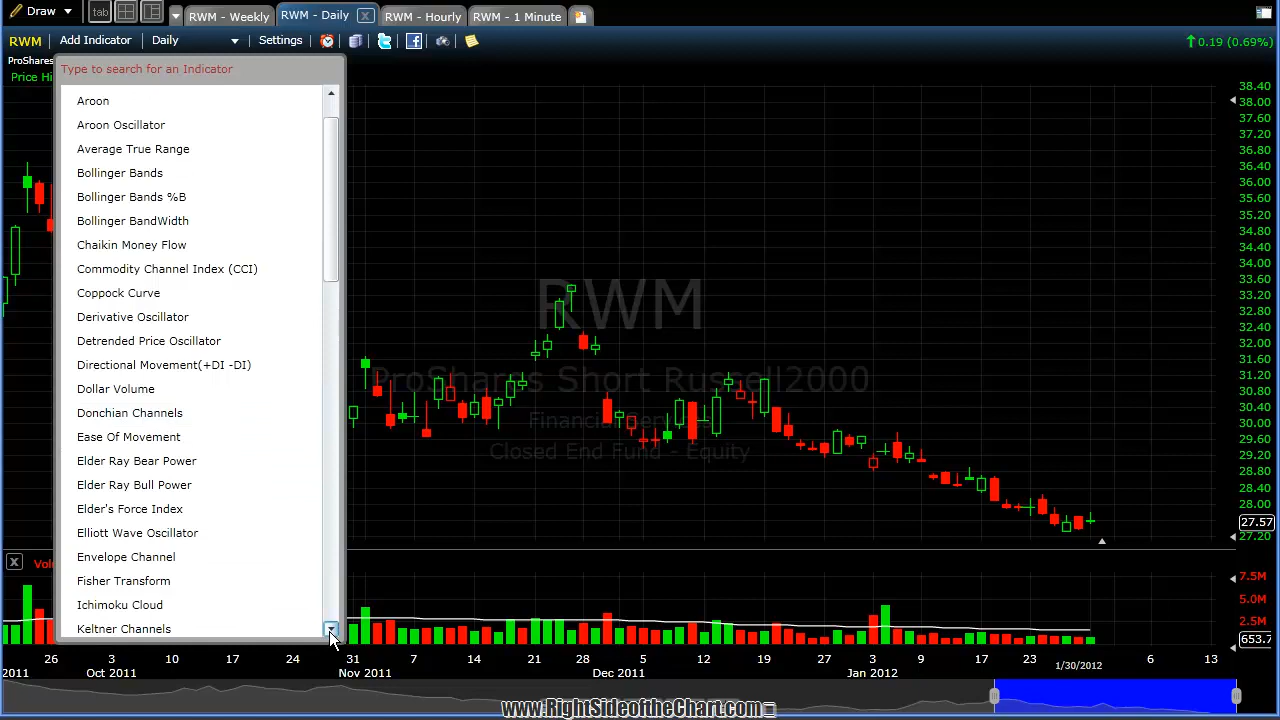 Draw
tab
RWM - Weekly
RWM - Daily
RWM - Hourly
RWM - 1 Minute
RWM
Add Indicator
Daily
Settings
0.19 (0.69%)
ProShares
Price Hi
Type to search for an Indicator
Aroon
Aroon Oscillator
Average True Range
Bollinger Bands
Bollinger Bands %B
Bollinger BandWidth
Chaikin Money Flow
Commodity Channel Index (CCI)
Coppock Curve
Derivative Oscillator
Detrended Price Oscillator
Directional Movement(+DI -DI)
Dollar Volume
Donchian Channels
Ease Of Movement
Elder Ray Bear Power
Elder Ray Bull Power
Elder's Force Index
Elliott Wave Oscillator
Envelope Channel
Fisher Transform
Ichimoku Cloud
Keltner Channels
RWM
ProShares Short Russell2000
Closed End Fund - Equity
38.40
38.00
37.60
37.20
36.80
36.40
36.00
35.60
35.20
34.80
34.40
34.00
33.60
33.20
32.80
32.40
32.00
31.60
31.20
30.80
30.40
30.00
29.60
29.20
28.80
28.40
28.00
27.57
27.20
Volu
7.5M
5.0M
2.5M
653.7
26 3 10 17 24 31 7 14 21 28 5 12 19 27 3 9 17 23 1/30/2012 6 13
2011 Oct 2011 Nov 2011 Dec 2011 Jan 2012
www.RightSideoftheChart.com